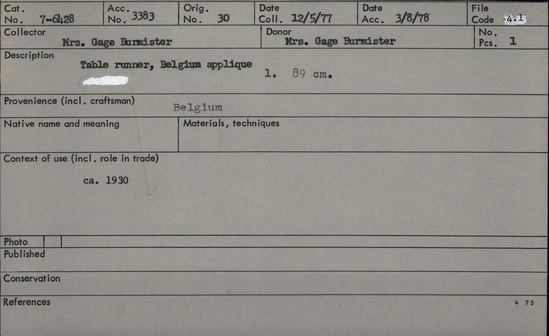 Cat. No. 7-6428 Acc. No. 3383 Orig. No. 30 Date Coll. 12/5/77 Date Acc. 3/8/78 File Code 4.1
Collector Mrs. Gage Burmister Donor Mrs. Gage Burmister No. Pcs. 1
Description Table runner, Belgium applique
l. 89 cm.
Provenience (incl. craftsman) Belgium
Native name and meaning Materials, techniques
Context of use (incl. role in trade)
ca. 1930
Photo
Published
Conservation
References 4 75